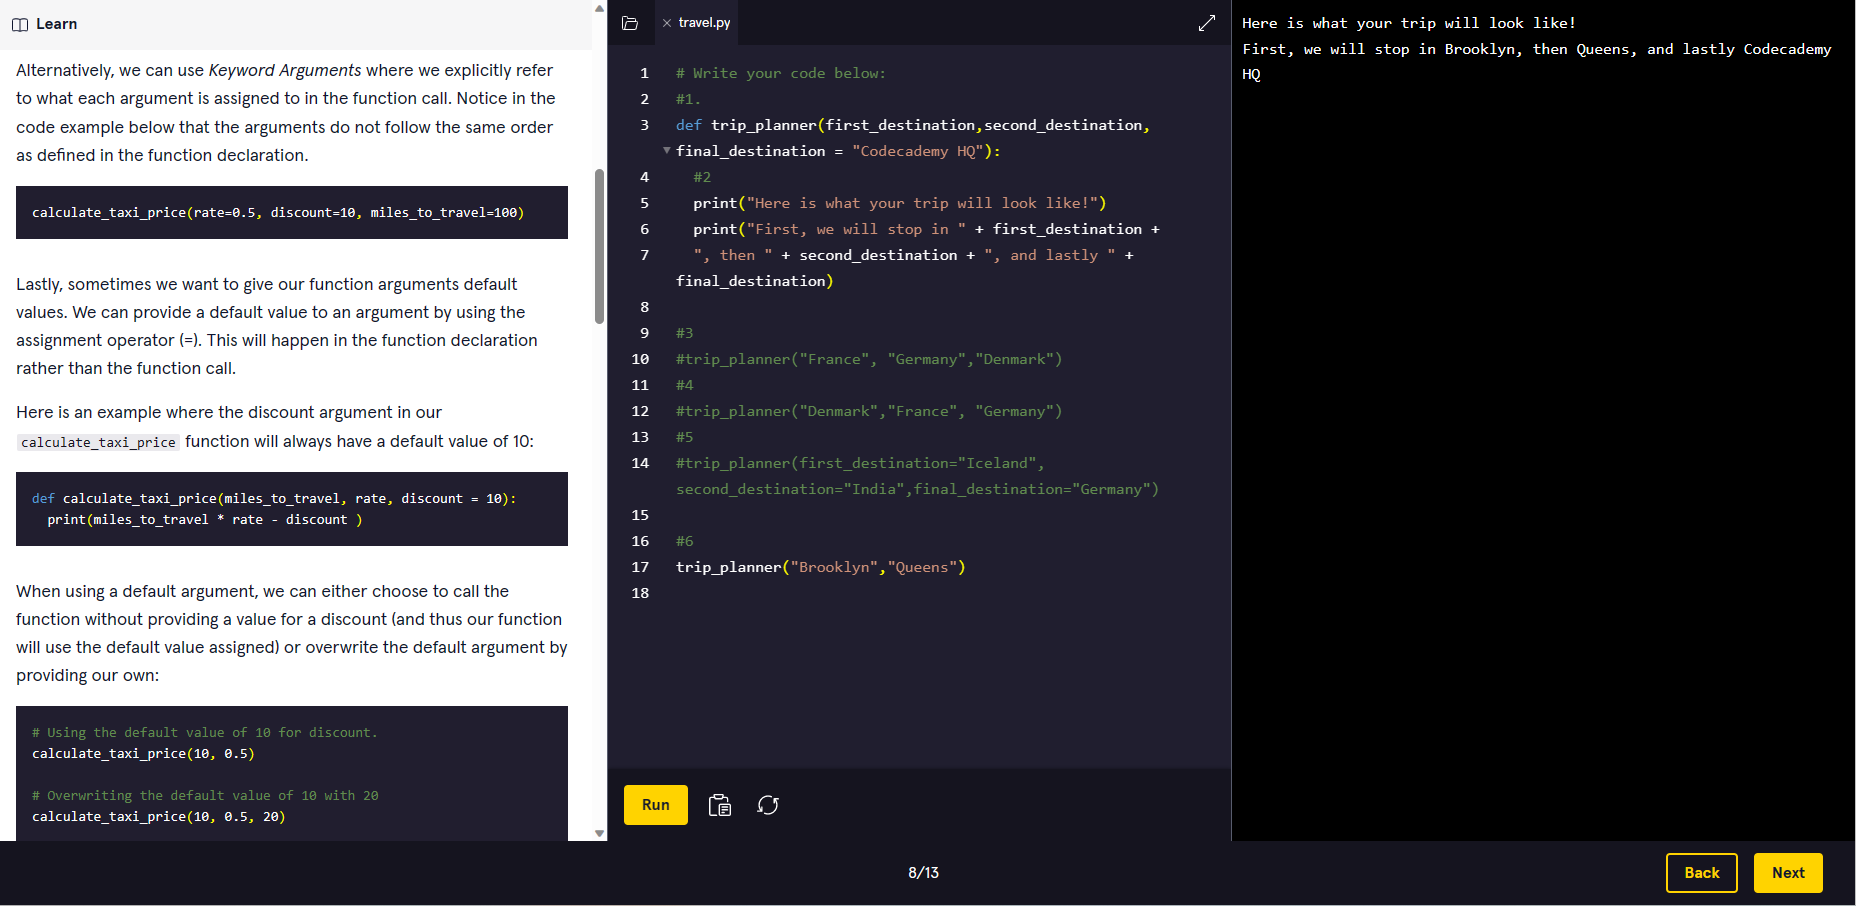 Learn
Alternatively, we can use Keyword Arguments where we explicitly refer
to what each argument is assigned to in the function call. Notice in the
code example below that the arguments do not follow the same order
as defined in the function declaration.
calculate_taxi_price(rate=0.5, discount=10, miles_to_travel=100)
Lastly, sometimes we want to give our function arguments default
values. We can provide a default value to an argument by using the
assignment operator (=). This will happen in the function declaration
rather than the function call.
Here is an example where the discount argument in our
calculate_taxi_price function will always have a default value of 10:
def calculate_taxi_price(miles_to_travel, rate, discount = 10):
  print(miles_to_travel * rate - discount )
When using a default argument, we can either choose to call the
function without providing a value for a discount (and thus our function
will use the default value assigned) or overwrite the default argument by
providing our own:
# Using the default value of 10 for discount.
calculate_taxi_price(10, 0.5)
# Overwriting the default value of 10 with 20
calculate_taxi_price(10, 0.5, 20)
travel.py
1 # Write your code below:
2 #1.
3 def trip_planner(first_destination,second_destination,
final_destination = "Codecademy HQ"):
4   #2
5   print("Here is what your trip will look like!")
6   print("First, we will stop in " + first_destination +
7   ", then " + second_destination + ", and lastly " +
final_destination)
8
9 #3
10 #trip_planner("France", "Germany","Denmark")
11 #4
12 #trip_planner("Denmark","France", "Germany")
13 #5
14 #trip_planner(first_destination="Iceland",
second_destination="India",final_destination="Germany")
15
16 #6
17 trip_planner("Brooklyn","Queens")
18
Run
Here is what your trip will look like!
First, we will stop in Brooklyn, then Queens, and lastly Codecademy
HQ
8/13
Back
Next